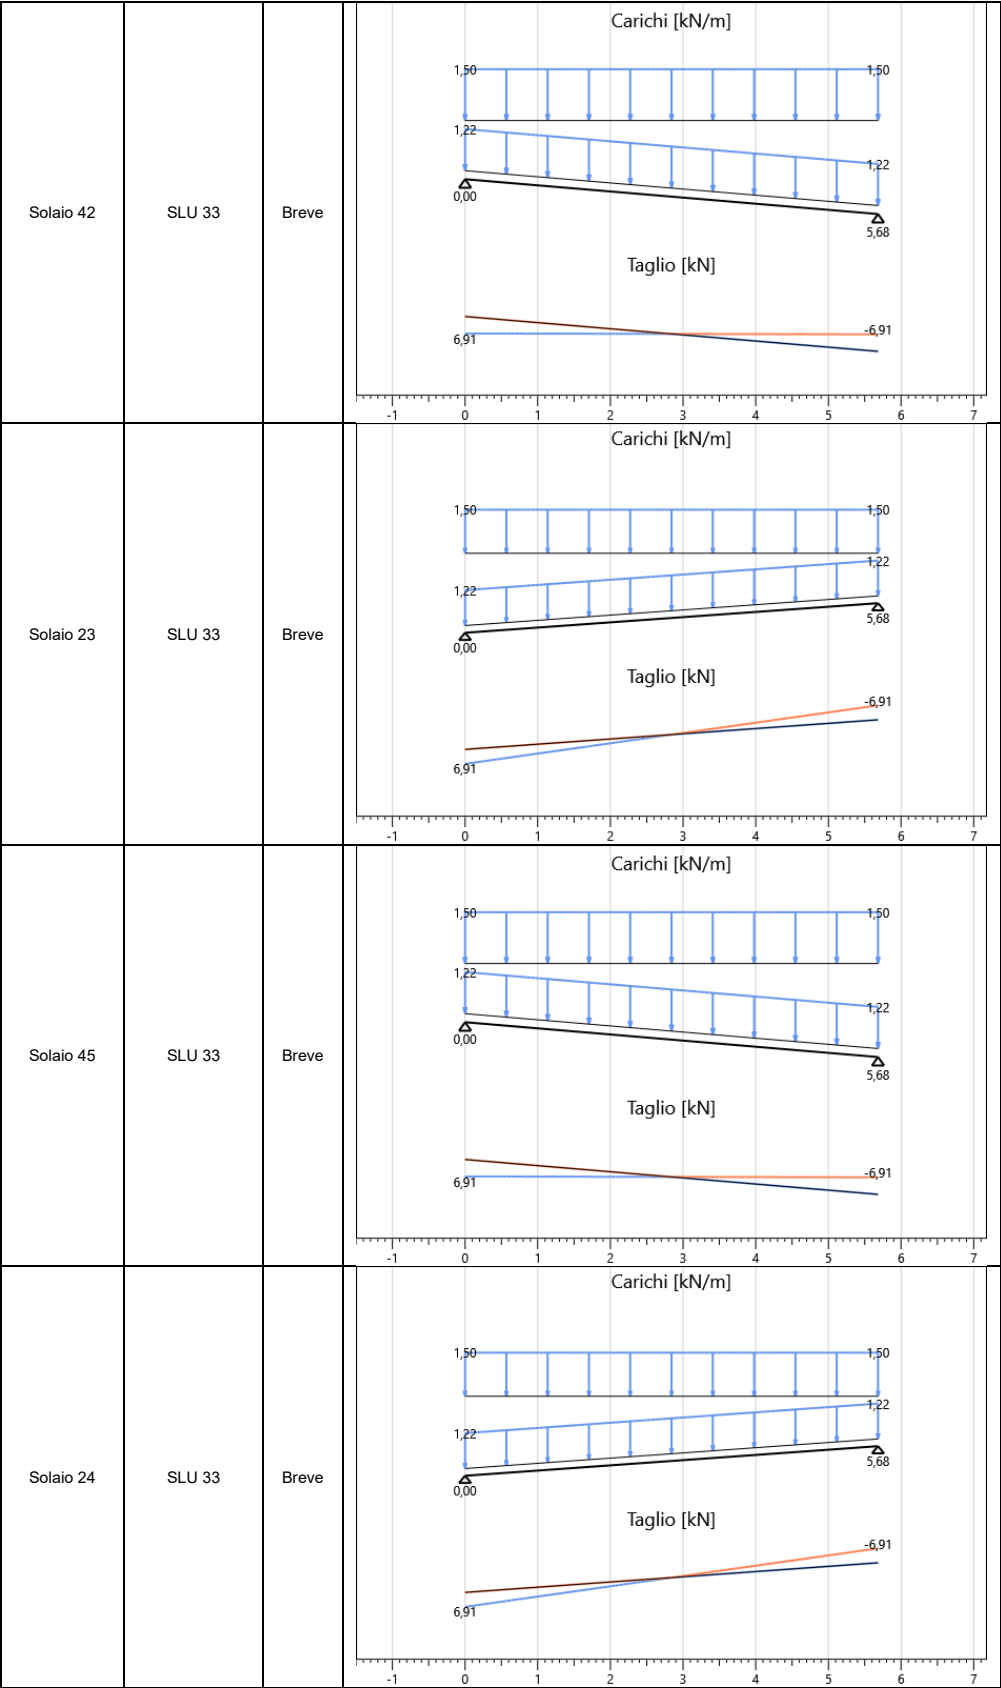 Carichi [kN/m]
1,50 1,50
1,22
1,22
0,00
5,68
Solaio 42 SLU 33 Breve
Taglio [kN]
6,91 -6,91
-1 0 1 2 3 4 5 6 7
Carichi [kN/m]
1,50 1,50
1,22
1,22
5,68
0,00
Solaio 23 SLU 33 Breve
Taglio [kN]
-6,91
6,91
-1 0 1 2 3 4 5 6 7
Carichi [kN/m]
1,50 1,50
1,22
1,22
0,00
5,68
Solaio 45 SLU 33 Breve
Taglio [kN]
6,91 -6,91
-1 0 1 2 3 4 5 6 7
Carichi [kN/m]
1,50 1,50
1,22
1,22
5,68
0,00
Solaio 24 SLU 33 Breve
Taglio [kN]
-6,91
6,91
-1 0 1 2 3 4 5 6 7